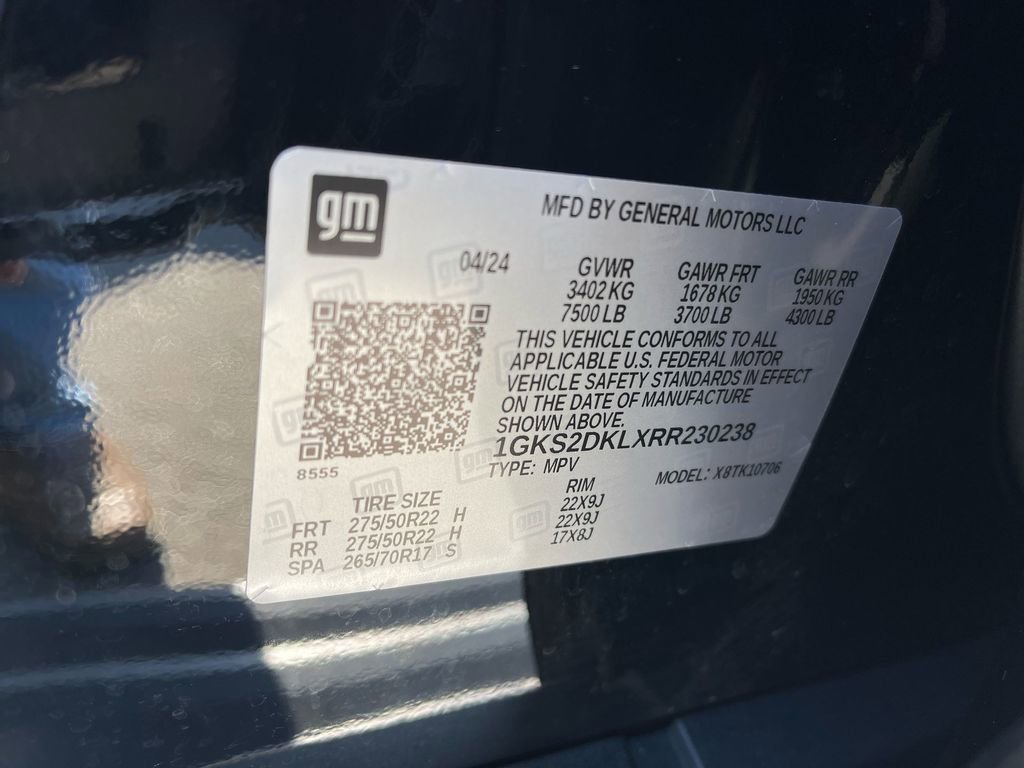 gm
MFD BY GENERAL MOTORS LLC
04/24 GVWR GAWR FRT GAWR RR
3402 KG 1678 KG 1950 KG
7500 LB 3700 LB 4300 LB
THIS VEHICLE CONFORMS TO ALL
APPLICABLE U.S. FEDERAL MOTOR
VEHICLE SAFETY STANDARDS IN EFFECT
ON THE DATE OF MANUFACTURE
SHOWN ABOVE.
1GKS2DKLXRR230238
8555
TYPE: MPV MODEL: X8TK10706
TIRE SIZE RIM
FRT 275/50R22 H 22X9J
RR 275/50R22 H 22X9J
SPA 265/70R17 S 17X8J